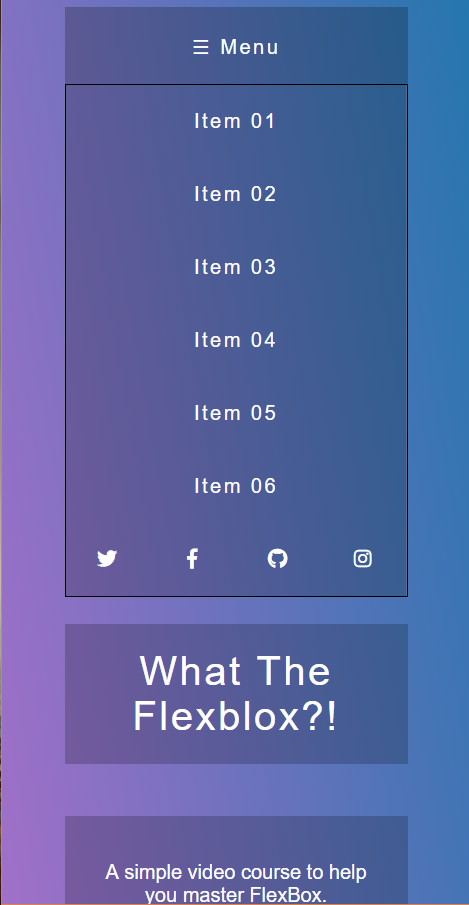 ☰ Menu
Item 01
Item 02
Item 03
Item 04
Item 05
Item 06
What The
Flexblox?!
A simple video course to help
you master FlexBox.